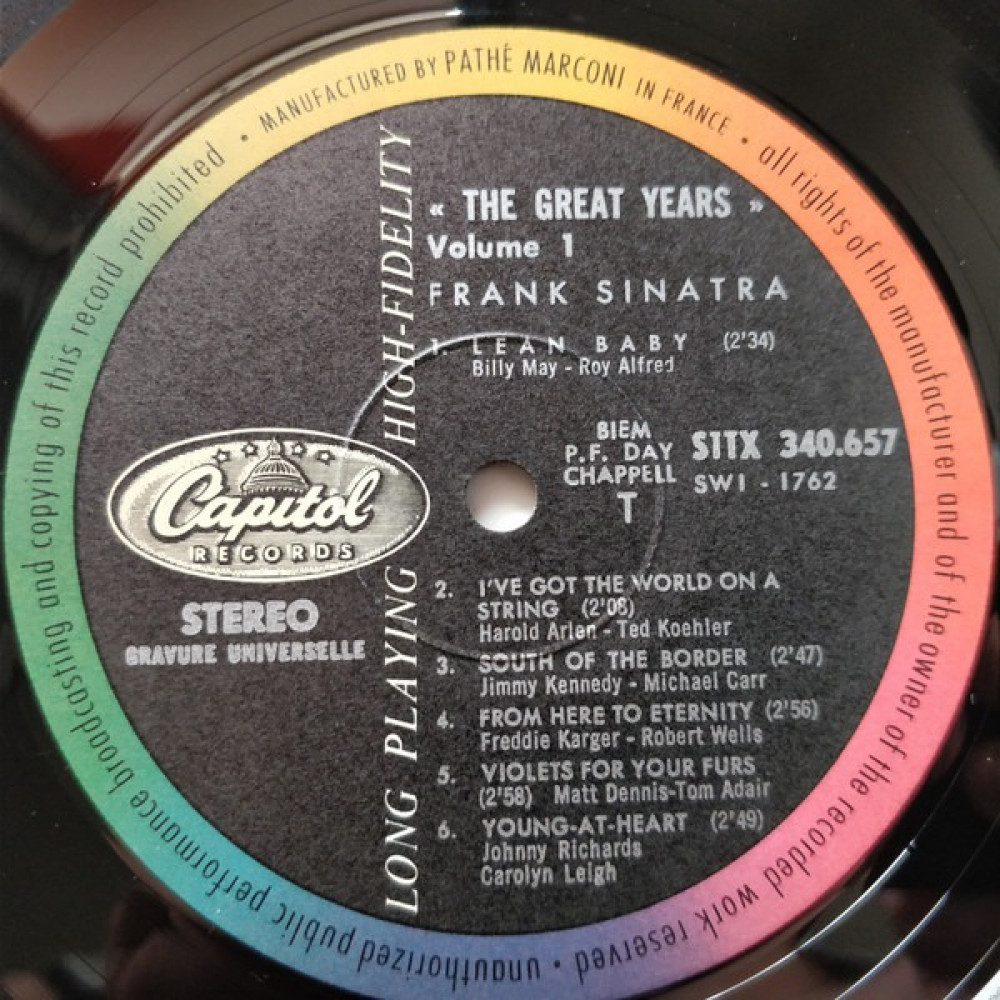 MANUFACTURED BY PATHÉ MARCONI IN FRANCE • all rights of the manufacturer and of the owner of the recorded work reserved • unauthorized public performance broadcasting and copying of this record prohibited •
« THE GREAT YEARS »
Volume 1
FRANK SINATRA
1. LEAN BABY (2'34)
Billy May - Roy Alfred
BIEM
P.F. DAY
CHAPPELL
T
STTX 340.657
SW1 - 1762
Capitol
RECORDS
STEREO
GRAVURE UNIVERSELLE
LONG PLAYING HIGH-FIDELITY
2. I'VE GOT THE WORLD ON A
STRING (2'08)
Harold Arlen - Ted Koehler
3. SOUTH OF THE BORDER (2'47)
Jimmy Kennedy - Michael Carr
4. FROM HERE TO ETERNITY (2'56)
Freddie Karger - Robert Wells
5. VIOLETS FOR YOUR FURS
(2'58) Matt Dennis-Tom Adair
6. YOUNG-AT-HEART (2'49)
Johnny Richards
Carolyn Leigh